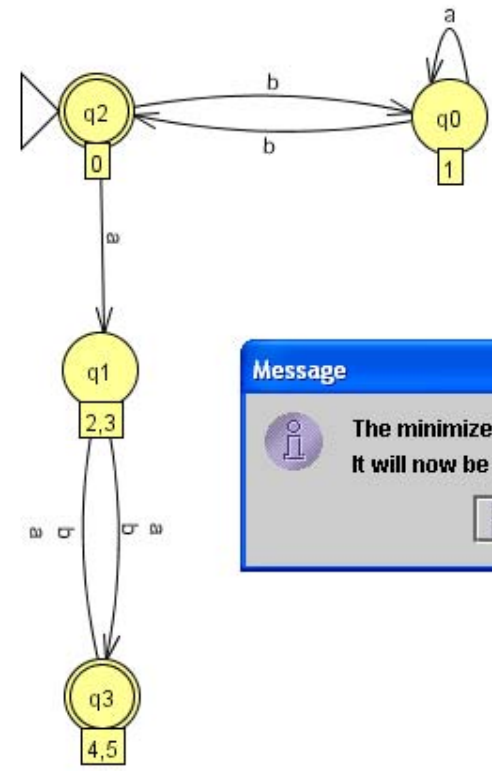 a
q2
b
q0
b
0
1
a
q1
2,3
a b
b a
q3
4,5
Message
The minimize
It will now be